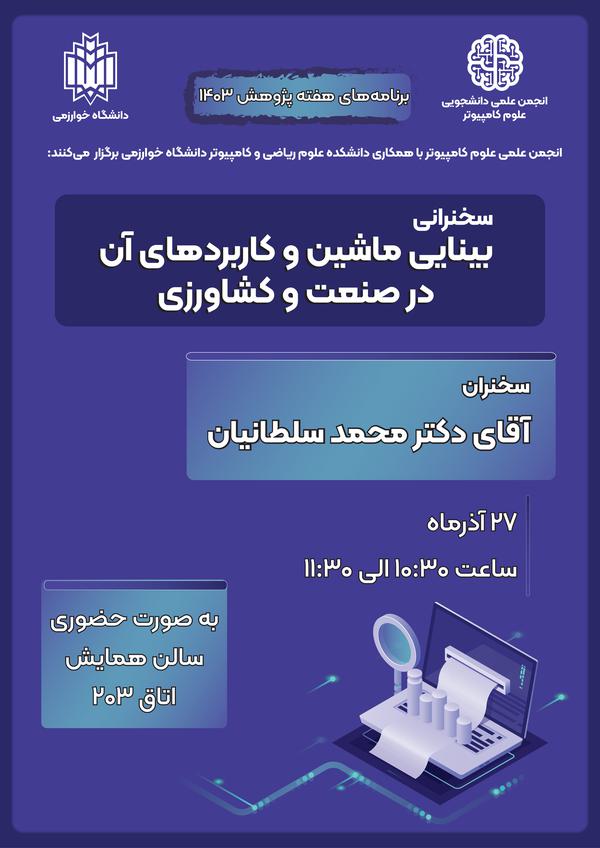 انجمن علمی دانشجویی
علوم کامپیوتر
برنامه‌های هفته پژوهش ۱۴۰۳
دانشگاه خوارزمی
انجمن علمی علوم کامپیوتر با همکاری دانشکده علوم ریاضی و کامپیوتر دانشگاه خوارزمی برگزار می‌کنند:
سخنرانی
بینایی ماشین و کاربردهای آن
در صنعت و کشاورزی
سخنران
آقای دکتر محمد سلطانیان
۲۷ آذرماه
ساعت ۱۰:۳۰ الی ۱۱:۳۰
به صورت حضوری
سالن همایش
اتاق ۲۰۳